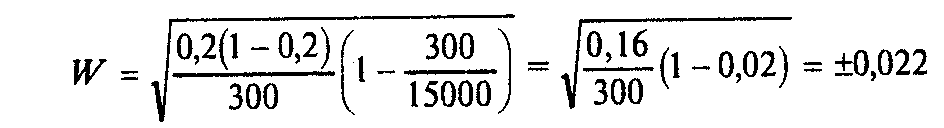 W = √(0,2(1 − 0,2)/300 (1 − 300/15000)) = √(0,16/300 (1 − 0,02)) = ±0,022